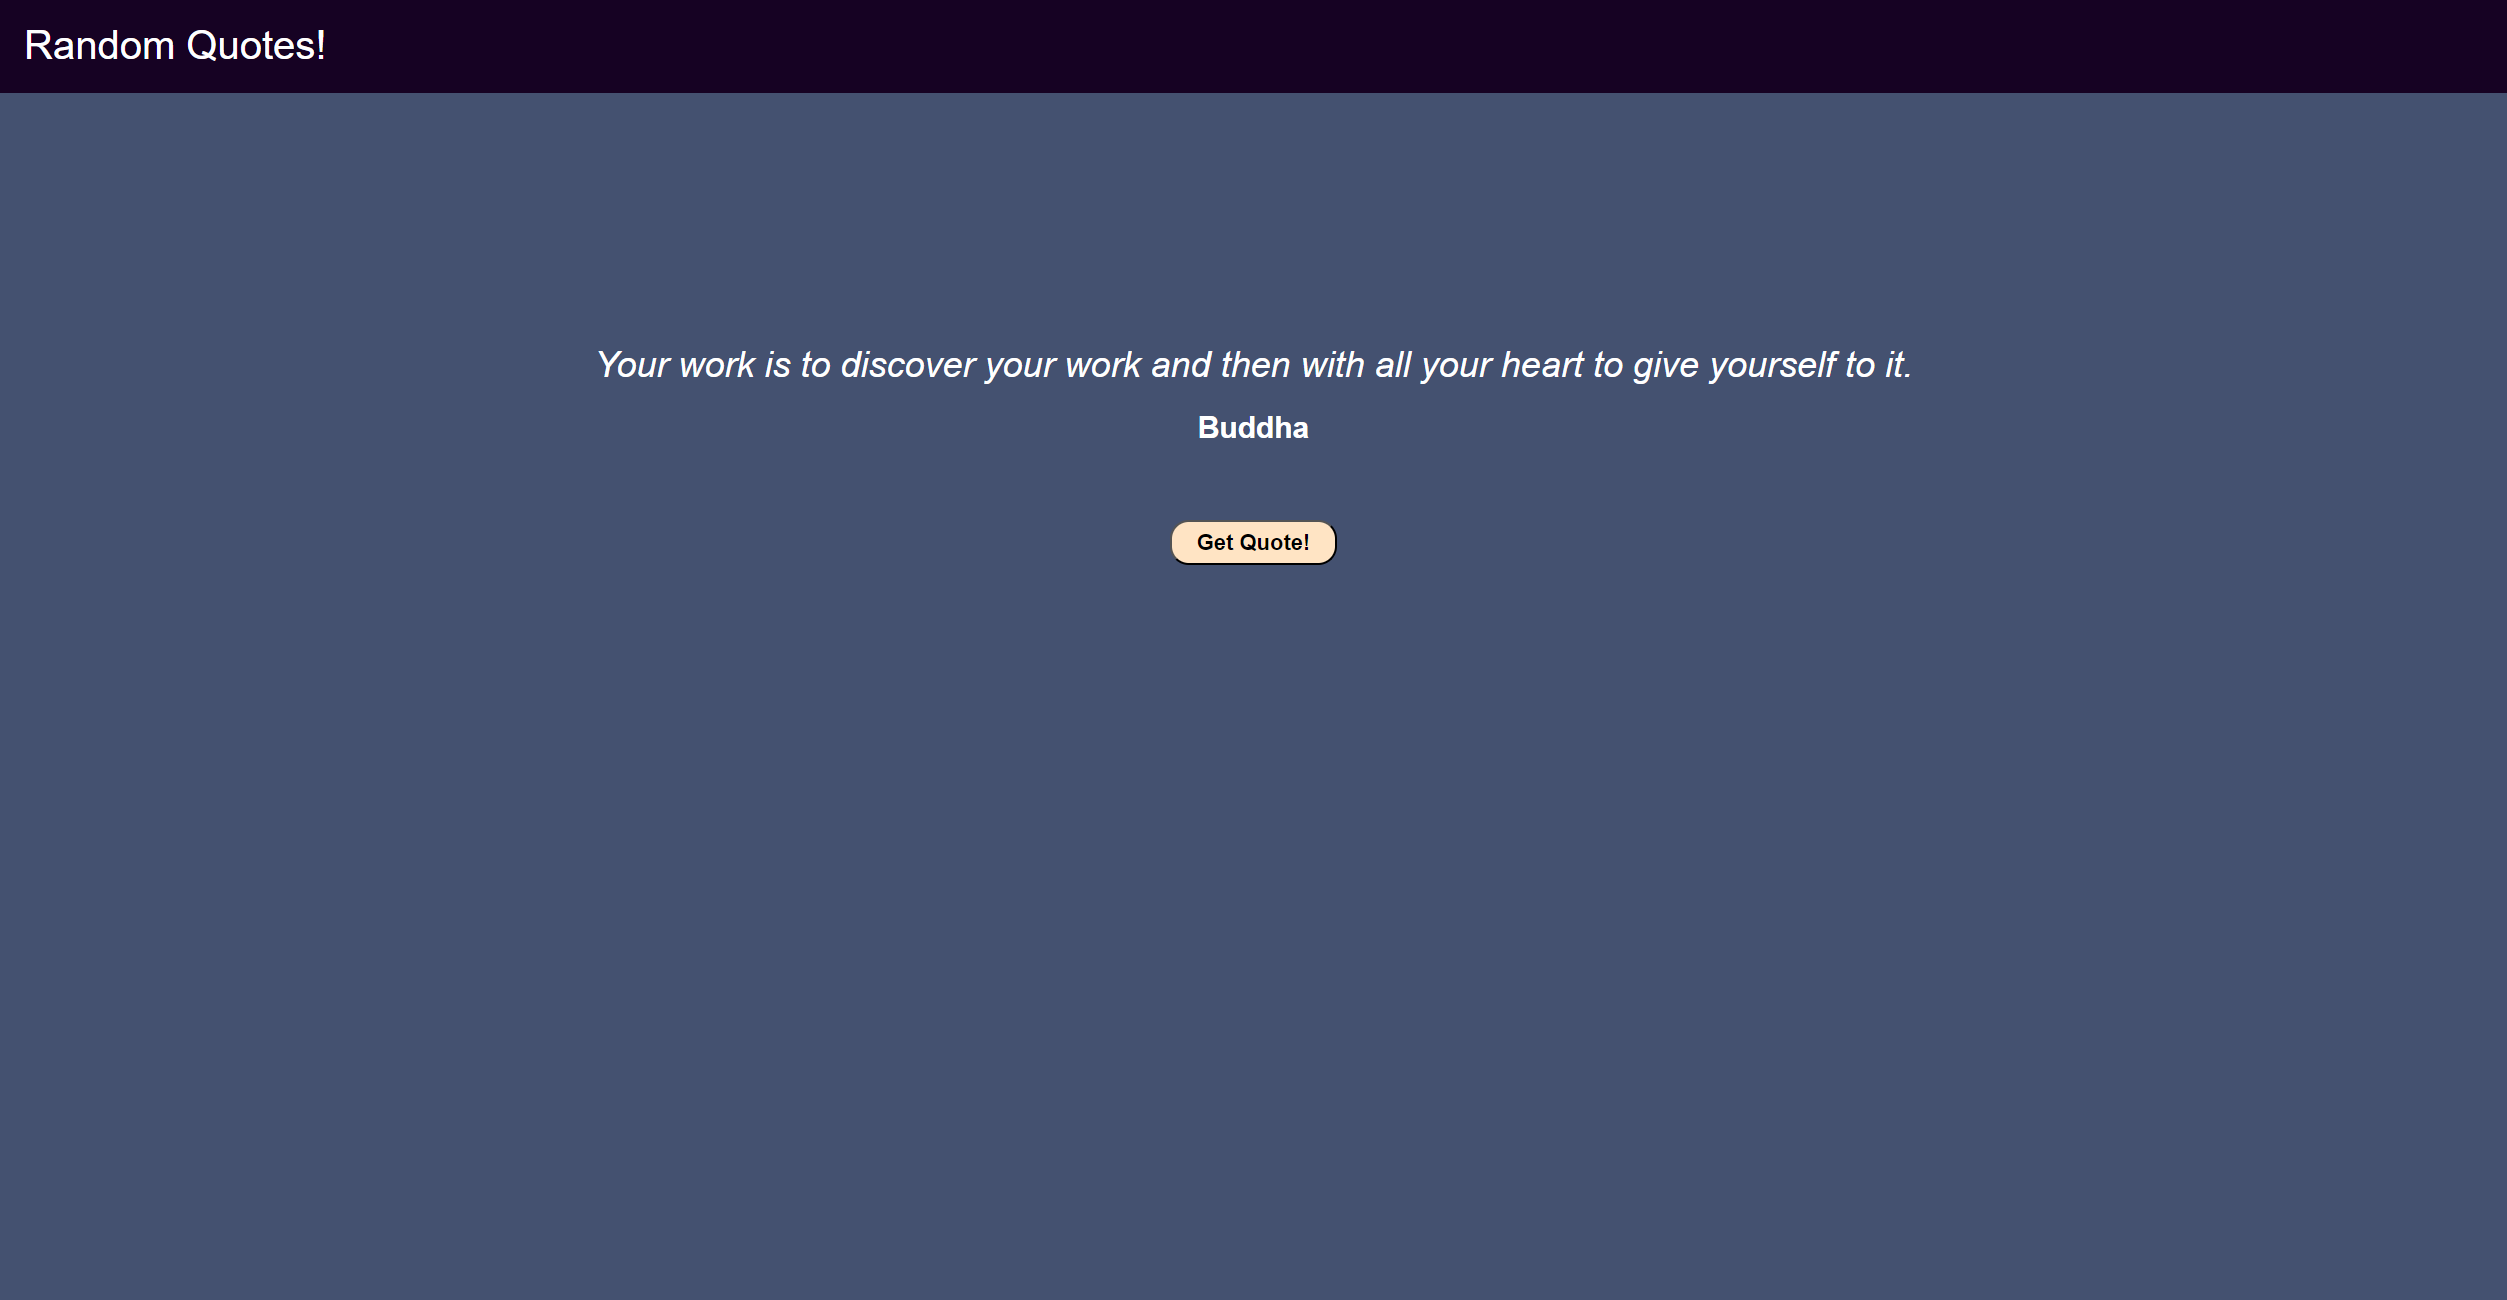 Random Quotes!
Your work is to discover your work and then with all your heart to give yourself to it.
Buddha
Get Quote!